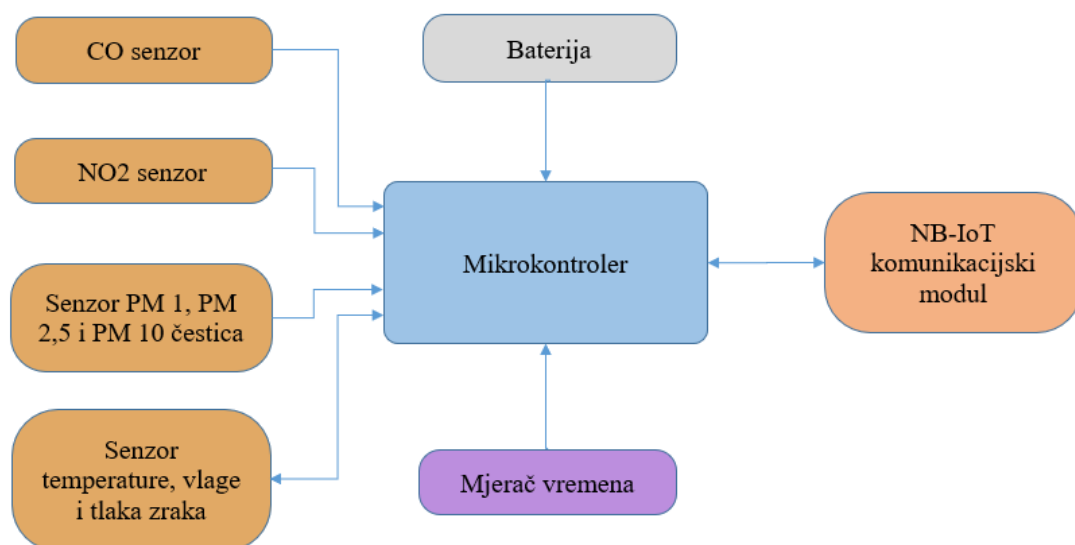 CO senzor
Baterija
NO2 senzor
Mikrokontroler
NB-IoT
komunikacijski
modul
Senzor PM 1, PM
2,5 i PM 10 čestica
Senzor
temperature, vlage
i tlaka zraka
Mjerač vremena